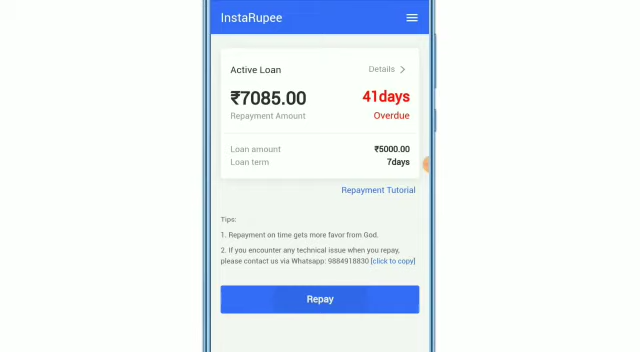 InstaRupee
Active Loan Details >
₹7085.00 41days
Repayment Amount Overdue
Loan amount ₹5000.00
Loan term 7days
Repayment Tutorial
Tips:
1. Repayment on time gets more favor from God.
2. If you encounter any technical issue when you repay,
please contact us via Whatsapp: 9884918830 [click to copy]
Repay